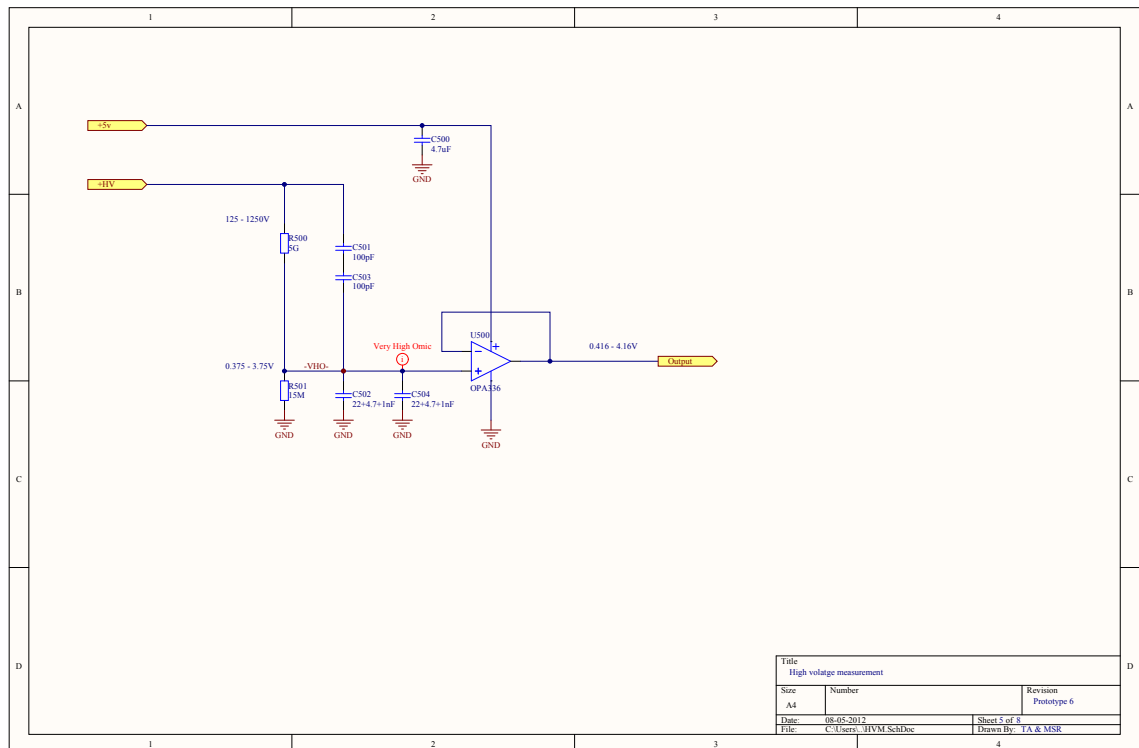 1 2 3 4
A A
+5v
C500
4.7uF
GND
+HV
125 - 1250V
R500
5G
C501
100pF
C503
100pF
B B
U500
Very High Omic
i
0.375 - 3.75V
-VHO-
0.416 - 4.16V
Output
OPA336
R501
15M
C502
22+4.7+1nF
C504
22+4.7+1nF
GND
GND
GND
GND
C C
D D
Title
High volatge measurement
Size
Number
Revision
A4
Prototype 6
Date: 08-05-2012 Sheet 5 of 8
File: C:\Users\..\HVM.SchDoc Drawn By: TA & MSR
1 2 3 4